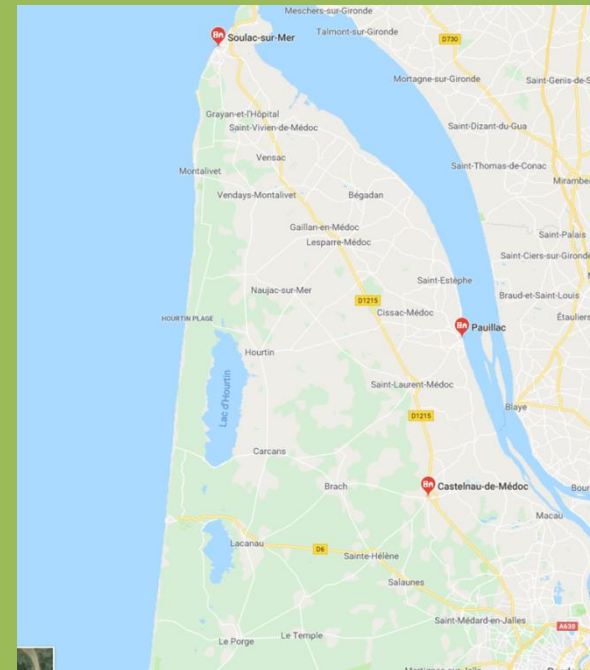 Meschers-sur-Gironde
Soulac-sur-Mer
Talmont-sur-Gironde
D730
Mortagne-sur-Gironde
Saint-Genis-de-S
Grayan-et-l'Hôpital
Saint-Vivien-de-Médoc
Saint-Dizant-du-Gua
Vensac
Saint-Thomas-de-Conac
Montalivet
Mirambe
Vendays-Montalivet
Bégadan
Gaillan-en-Médoc
Saint-Palais
Lesparre-Médoc
Saint-Ciers-sur-Gironde
Saint-Estèphe
Naujac-sur-Mer
D1215
Braud-et-Saint-Louis
Cissac-Médoc
HOURTIN PLAGE
Étauliers
Pauillac
Hourtin
Saint-Laurent-Médoc
Lac d'Hourtin
Blaye
D1215
Carcans
Brach
Castelnau-de-Médoc
Bour
Macau
Lacanau
D6
Sainte-Hélène
Salaunes
Saint-Médard-en-Jalles
A630
Le Porge
Le Temple